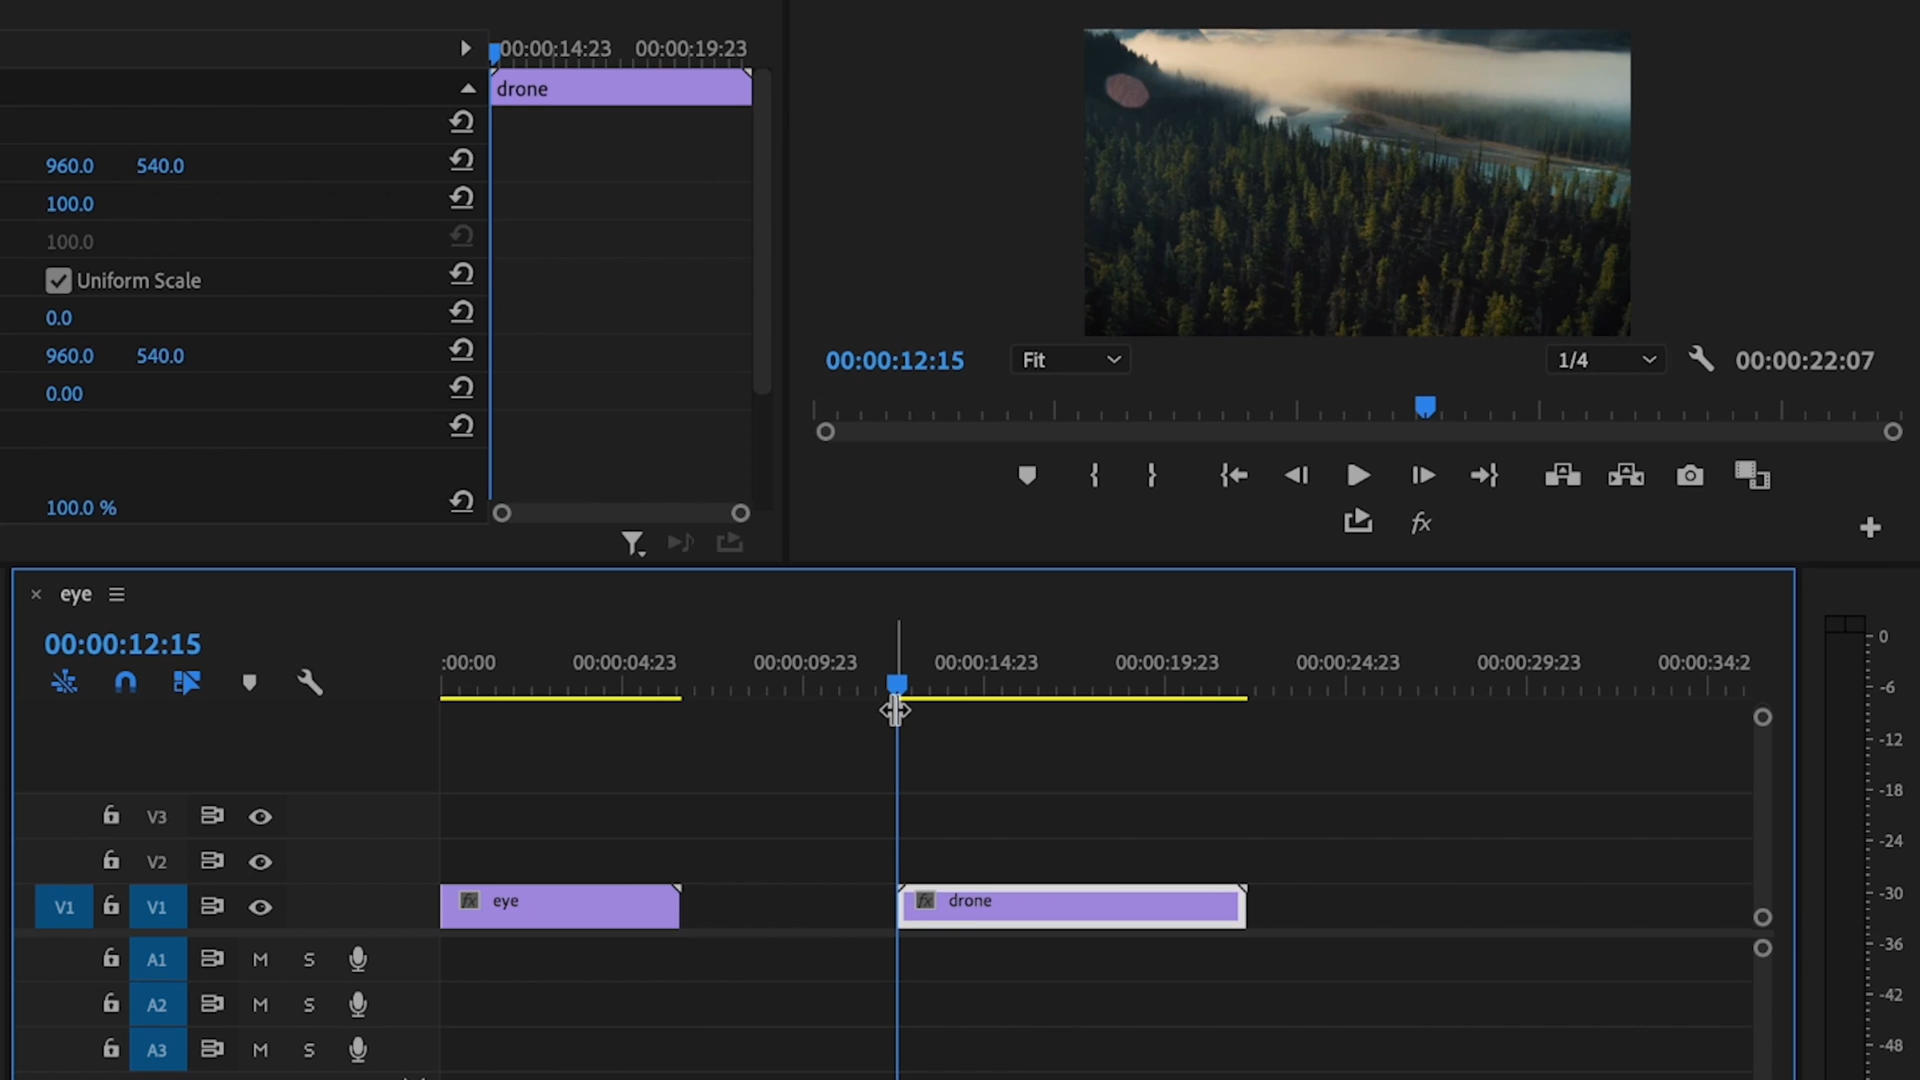 00:00:14:23 00:00:19:23
drone
960.0 540.0
100.0
100.0
Uniform Scale
0.0
960.0 540.0
0.00
100.0 %
00:00:12:15 Fit 1/4 00:00:22:07
fx
eye
00:00:12:15
:00:00 00:00:04:23 00:00:09:23 00:00:14:23 00:00:19:23 00:00:24:23 00:00:29:23 00:00:34:2
V3
V2
V1 V1 fx eye fx drone
A1 M S
A2 M S
A3 M S
0
-6
-12
-18
-24
-30
-36
-42
-48